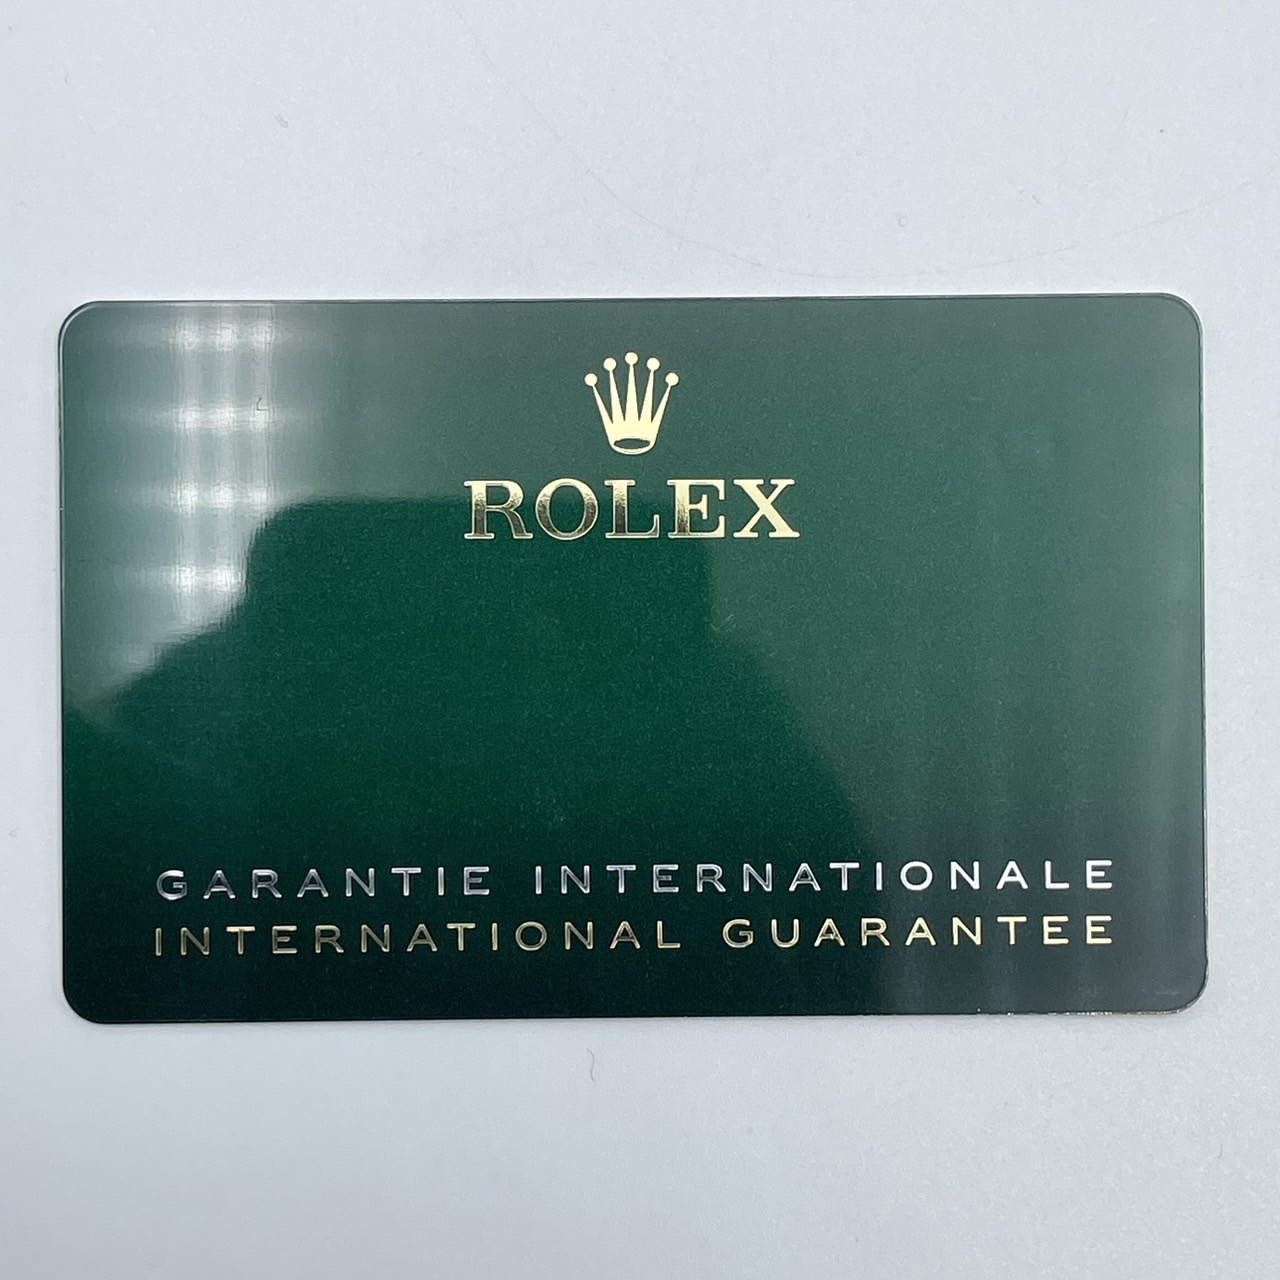 ROLEX
GARANTIE INTERNATIONALE
INTERNATIONAL GUARANTEE